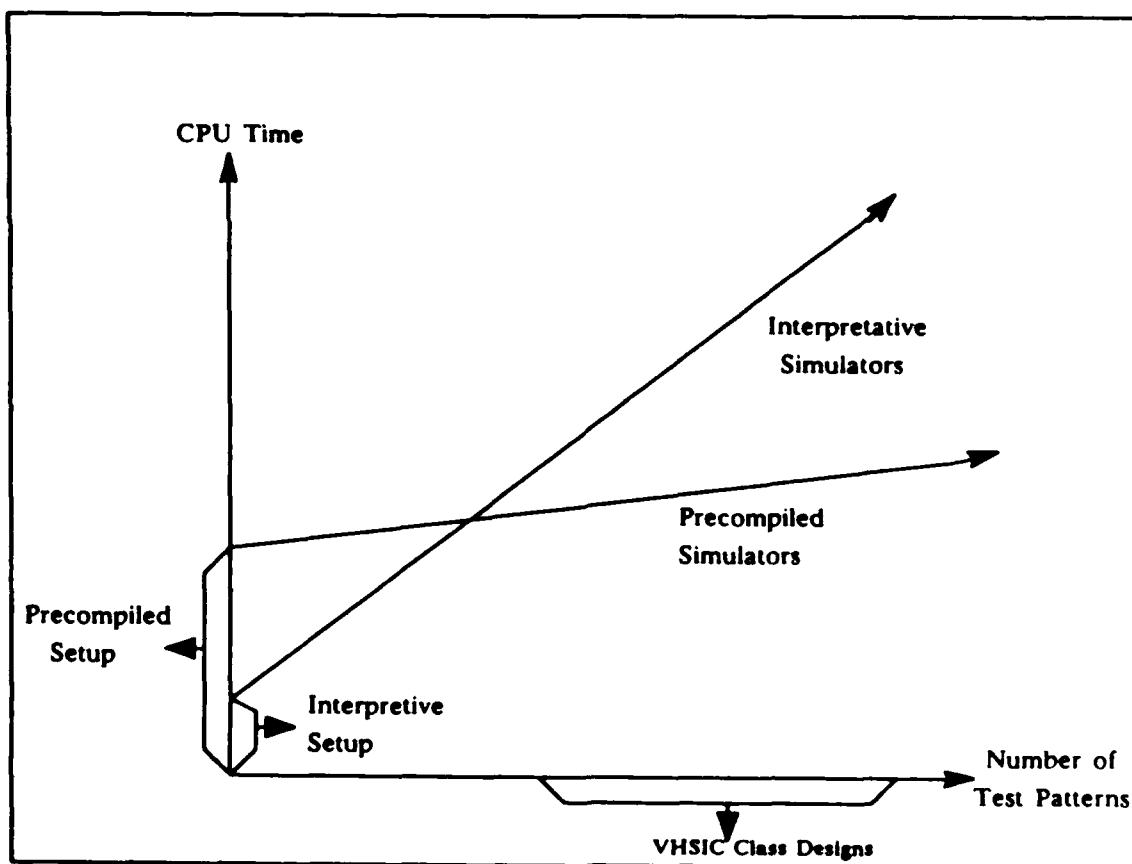 CPU Time
Interpretative
Simulators
Precompiled
Simulators
Precompiled
Setup
Interpretive
Setup
Number of
Test Patterns
VHSIC Class Designs